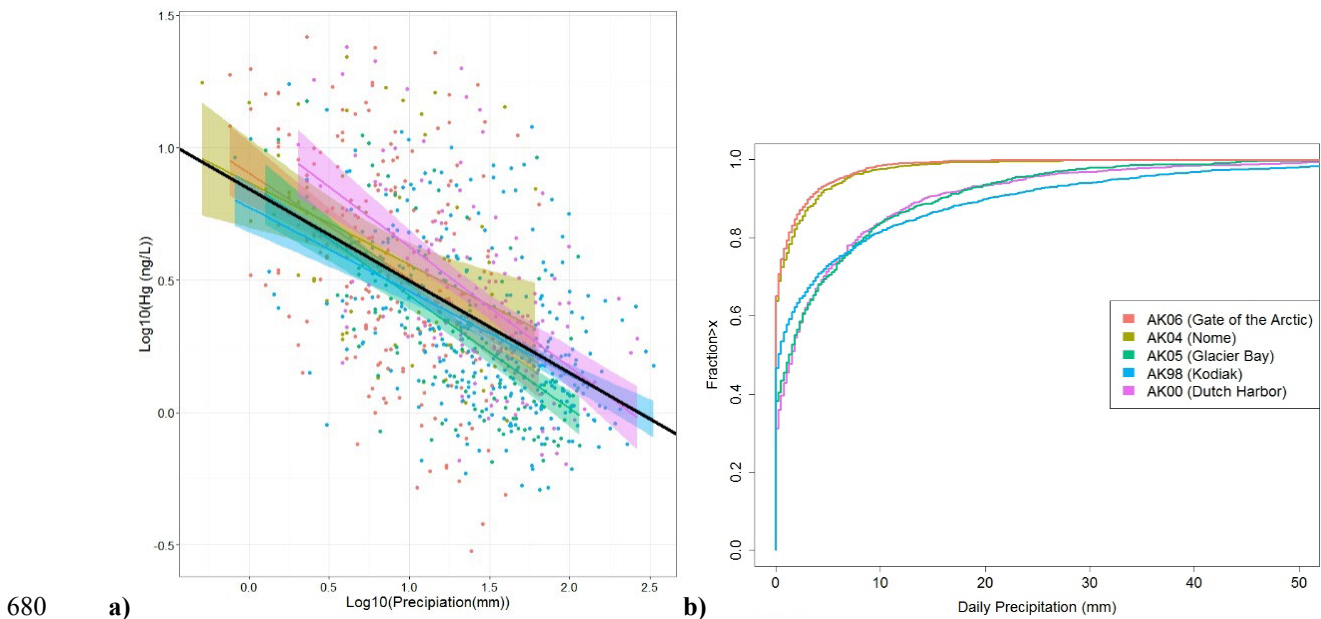 1.5
1.0
0.5
0.0
-0.5
Log10(Hg (ng/L))
0.0 0.5 1.0 1.5 2.0 2.5
Log10(Precipiation(mm))
1.0
0.8
0.6
0.4
0.2
0.0
Fraction>x
AK06 (Gate of the Arctic)
AK04 (Nome)
AK05 (Glacier Bay)
AK98 (Kodiak)
AK00 (Dutch Harbor)
0 10 20 30 40 50
Daily Precipitation (mm)
680 a) b)